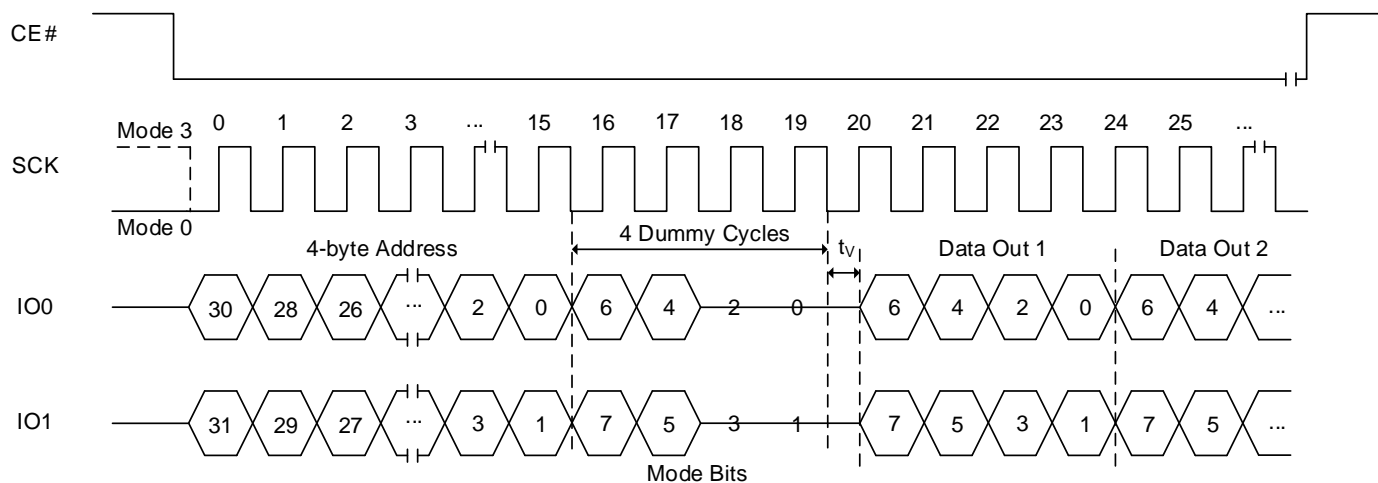 CE#
0 1 2 3 ... 15 16 17 18 19 20 21 22 23 24 25 ...
Mode 3
SCK
Mode 0
4-byte Address 4 Dummy Cycles tV Data Out 1 Data Out 2
IO0 30 28 26 ... 2 0 6 4 2 0 6 4 2 0 6 4 ...
IO1 31 29 27 ... 3 1 7 5 3 1 7 5 3 1 7 5 ...
Mode Bits